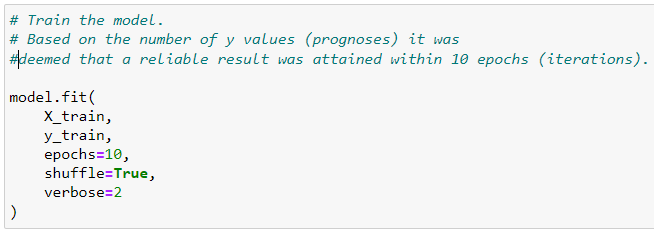 # Train the model.
# Based on the number of y values (prognoses) it was
#deemed that a reliable result was attained within 10 epochs (iterations).
model.fit(
    X_train,
    y_train,
    epochs=10,
    shuffle=True,
    verbose=2
)